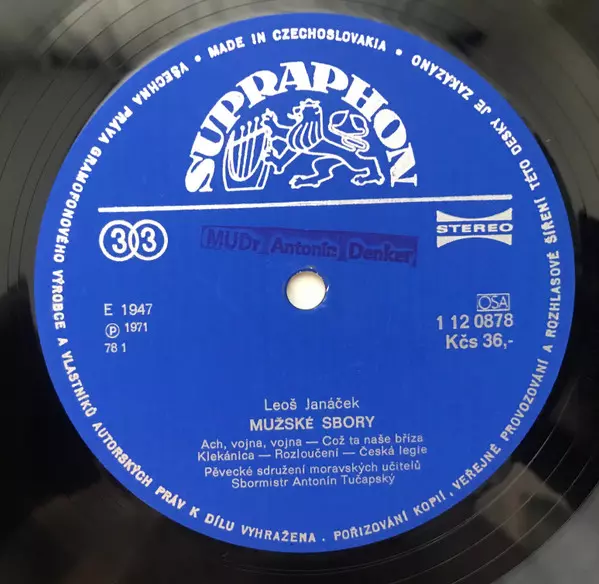 VŠECHNA PRÁVA GRAMOFONOVÉHO VÝROBCE A VLASTNÍKŮ AUTORSKÝCH PRÁV K DÍLU VYHRAŽENA. POŘIZOVÁNÍ KOPIÍ, VEŘEJNÉ PROVOZOVÁNÍ A ROZHLASOVÉ ŠÍŘENÍ TÉTO DESKY JE ZAKÁZÁNO • MADE IN CZECHOSLOVAKIA •
SUPRAPHON
33
STEREO
MUDr. Antonín Denker
E 1947
Ⓟ 1971
78 1
OSA
1 12 0878
Kčs 36,-
Leoš Janáček
MUŽSKÉ SBORY
Ach, vojna, vojna — Což ta naše bříza
Klekánica — Rozloučení — Česká legie
Pěvecké sdružení moravských učitelů
Sbormistr Antonín Tučapský